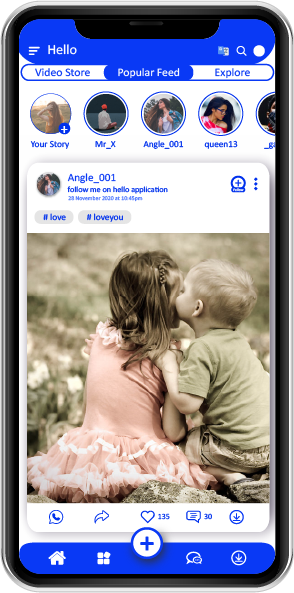 Hello
Video Store Popular Feed Explore
Your Story Mr_X Angle_001 queen13 _ga
Angle_001
follow me on hello application
28 November 2020 at 10:45pm
# love # loveyou
135 30